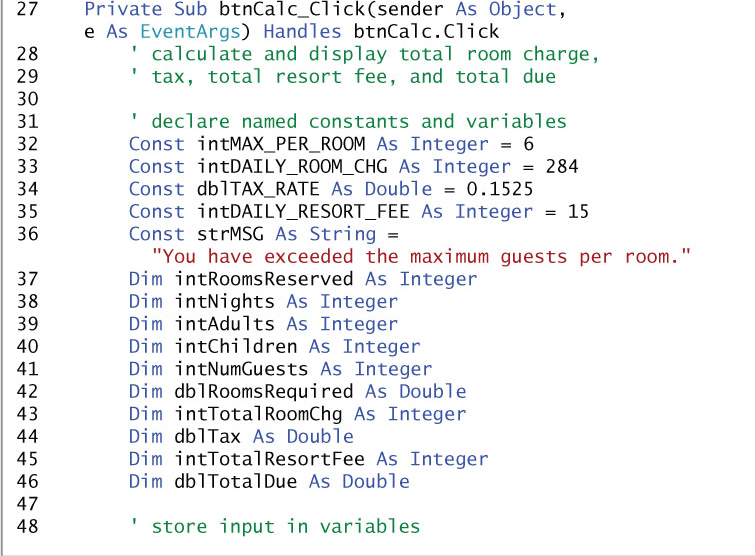 27 Private Sub btnCalc_Click(sender As Object,
e As EventArgs) Handles btnCalc.Click
28 ' calculate and display total room charge,
29 ' tax, total resort fee, and total due
30
31 ' declare named constants and variables
32 Const intMAX_PER_ROOM As Integer = 6
33 Const intDAILY_ROOM_CHG As Integer = 284
34 Const dblTAX_RATE As Double = 0.1525
35 Const intDAILY_RESORT_FEE As Integer = 15
36 Const strMSG As String =
"You have exceeded the maximum guests per room."
37 Dim intRoomsReserved As Integer
38 Dim intNights As Integer
39 Dim intAdults As Integer
40 Dim intChildren As Integer
41 Dim intNumGuests As Integer
42 Dim dblRoomsRequired As Double
43 Dim intTotalRoomChg As Integer
44 Dim dblTax As Double
45 Dim intTotalResortFee As Integer
46 Dim dblTotalDue As Double
47
48 ' store input in variables